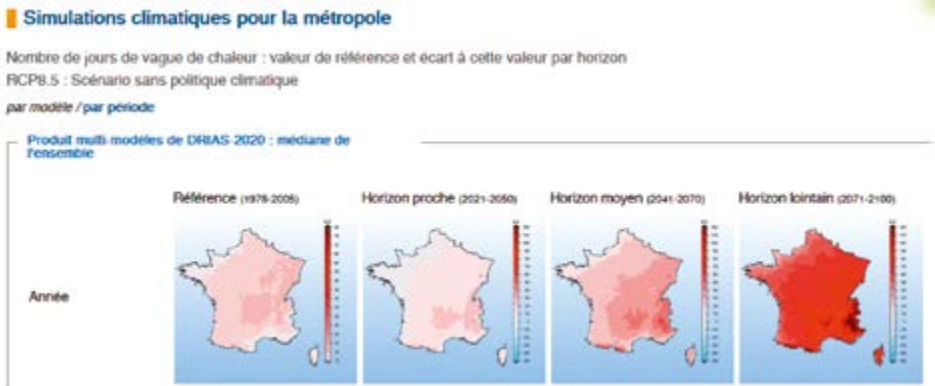 Simulations climatiques pour la métropole
Nombre de jours de vague de chaleur : valeur de référence et écart à cette valeur par horizon
RCP8.5 : Scénario sans politique climatique
par modèle / par période
Produit multi-modèles de DRIAS-2020 : médiane de
l'ensemble
Référence (1976-2005) Horizon proche (2021-2050) Horizon moyen (2041-2070) Horizon lointain (2071-2100)
Année